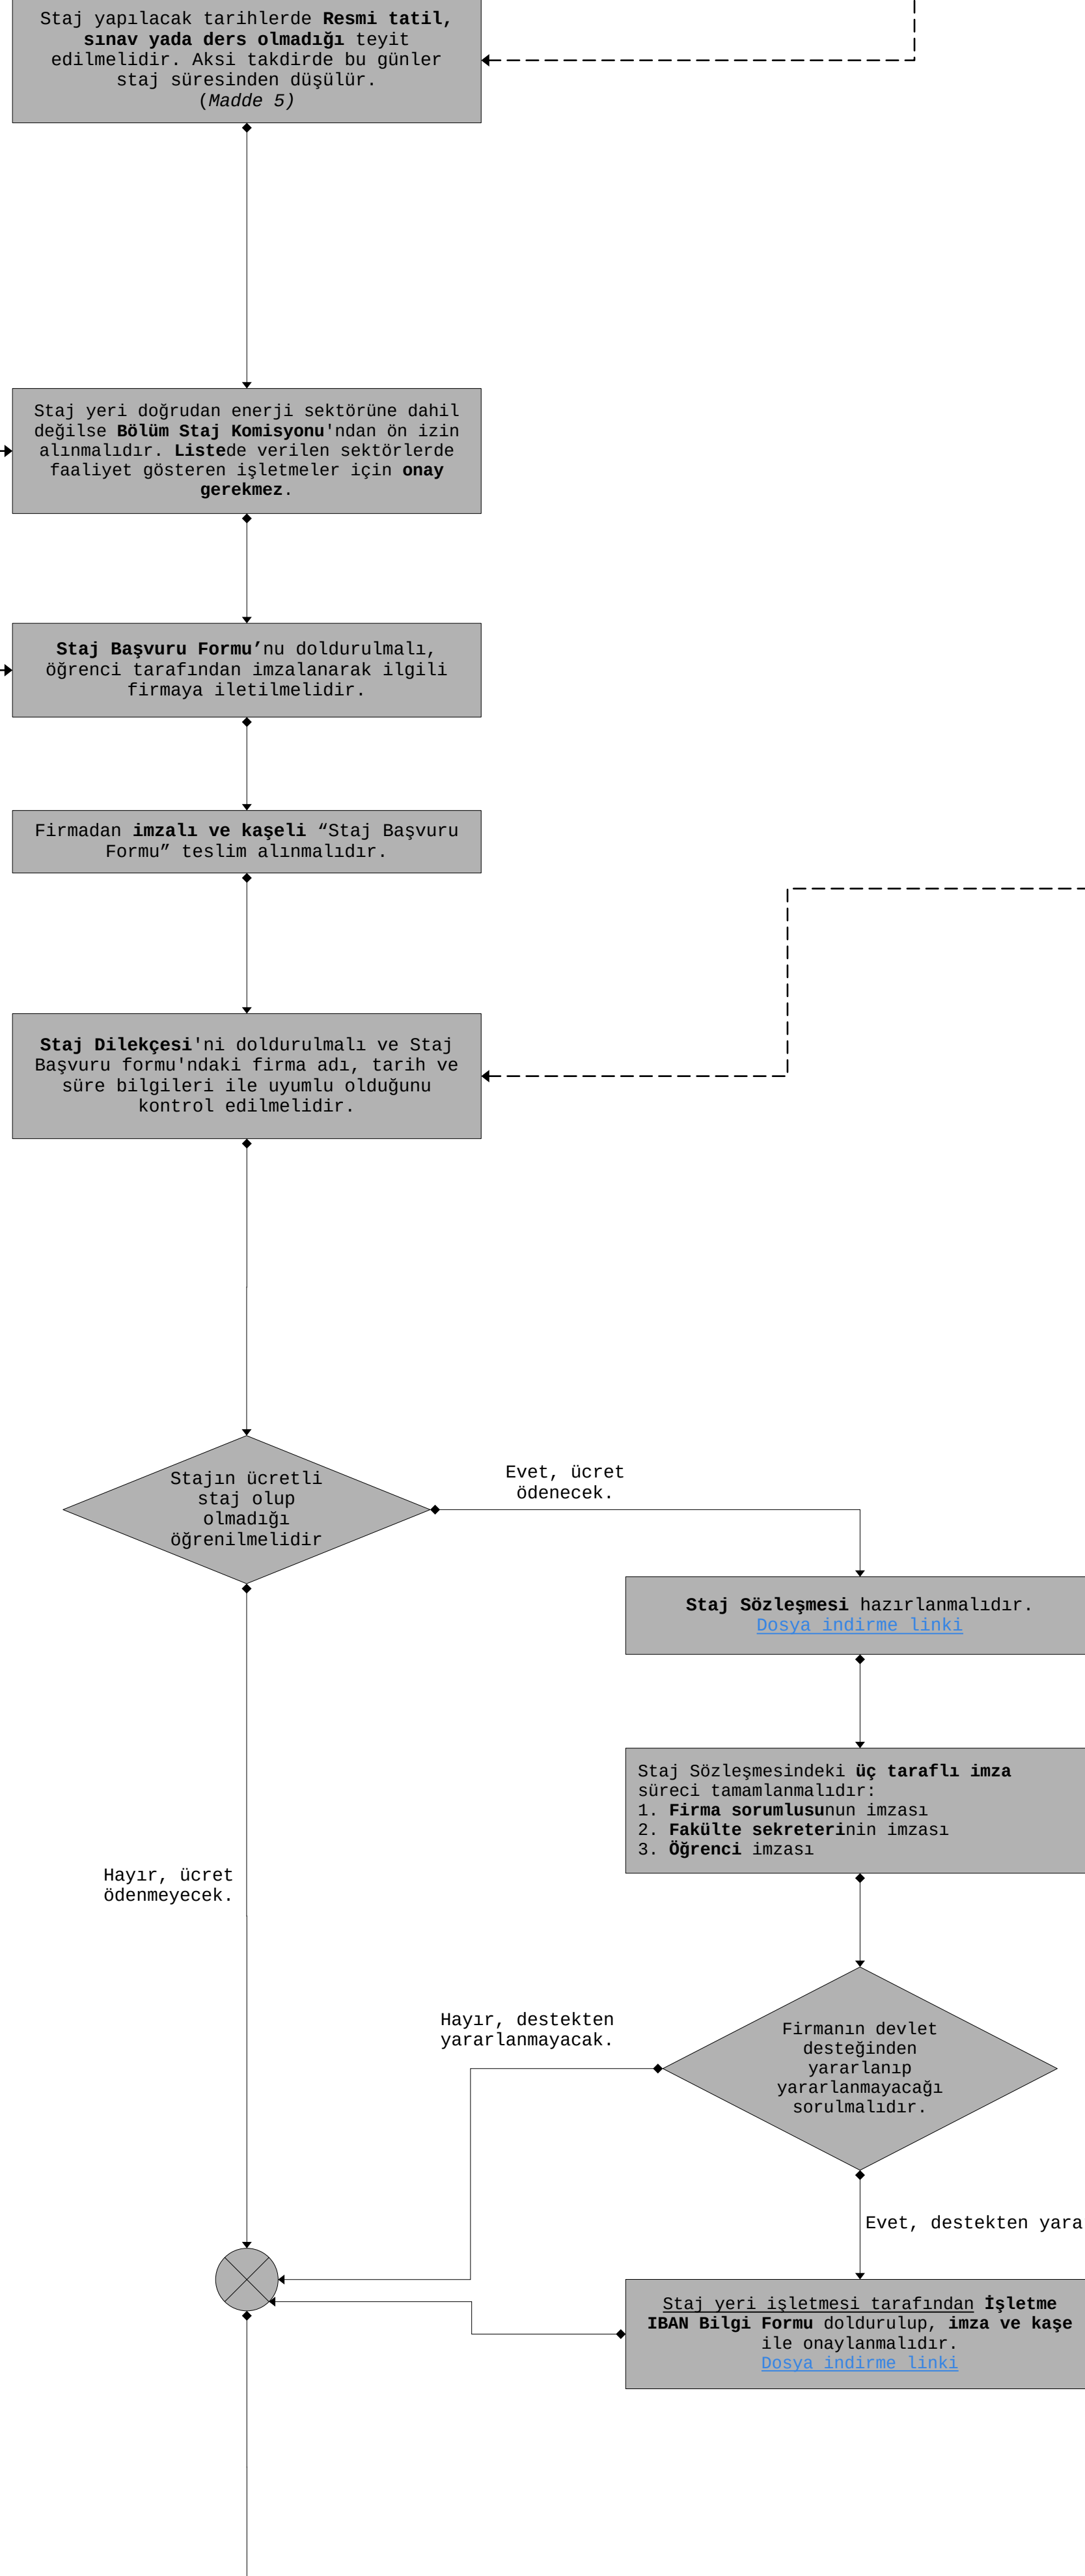 Staj yapılacak tarihlerde Resmi tatil,
sınav yada ders olmadığı teyit
edilmelidir. Aksi takdirde bu günler
staj süresinden düşülür.
(Madde 5)
Staj yeri doğrudan enerji sektörüne dahil
değilse Bölüm Staj Komisyonu'ndan ön izin
alınmalıdır. Listede verilen sektörlerde
faaliyet gösteren işletmeler için onay
gerekmez.
Staj Başvuru Formu’nu doldurulmalı,
öğrenci tarafından imzalanarak ilgili
firmaya iletilmelidir.
Firmadan imzalı ve kaşeli “Staj Başvuru
Formu” teslim alınmalıdır.
Staj Dilekçesi'ni doldurulmalı ve Staj
Başvuru formu'ndaki firma adı, tarih ve
süre bilgileri ile uyumlu olduğunu
kontrol edilmelidir.
Stajın ücretli
staj olup
olmadığı
öğrenilmelidir
Evet, ücret
ödenecek.
Staj Sözleşmesi hazırlanmalıdır.
Dosya indirme linki
Staj Sözleşmesindeki üç taraflı imza
süreci tamamlanmalıdır:
1. Firma sorumlusunun imzası
2. Fakülte sekreterinin imzası
3. Öğrenci imzası
Hayır, ücret
ödenmeyecek.
Hayır, destekten
yararlanmayacak.
Firmanın devlet
desteğinden
yararlanıp
yararlanmayacağı
sorulmalıdır.
Evet, destekten yara
Staj yeri işletmesi tarafından İşletme
IBAN Bilgi Formu doldurulup, imza ve kaşe
ile onaylanmalıdır.
Dosya indirme linki